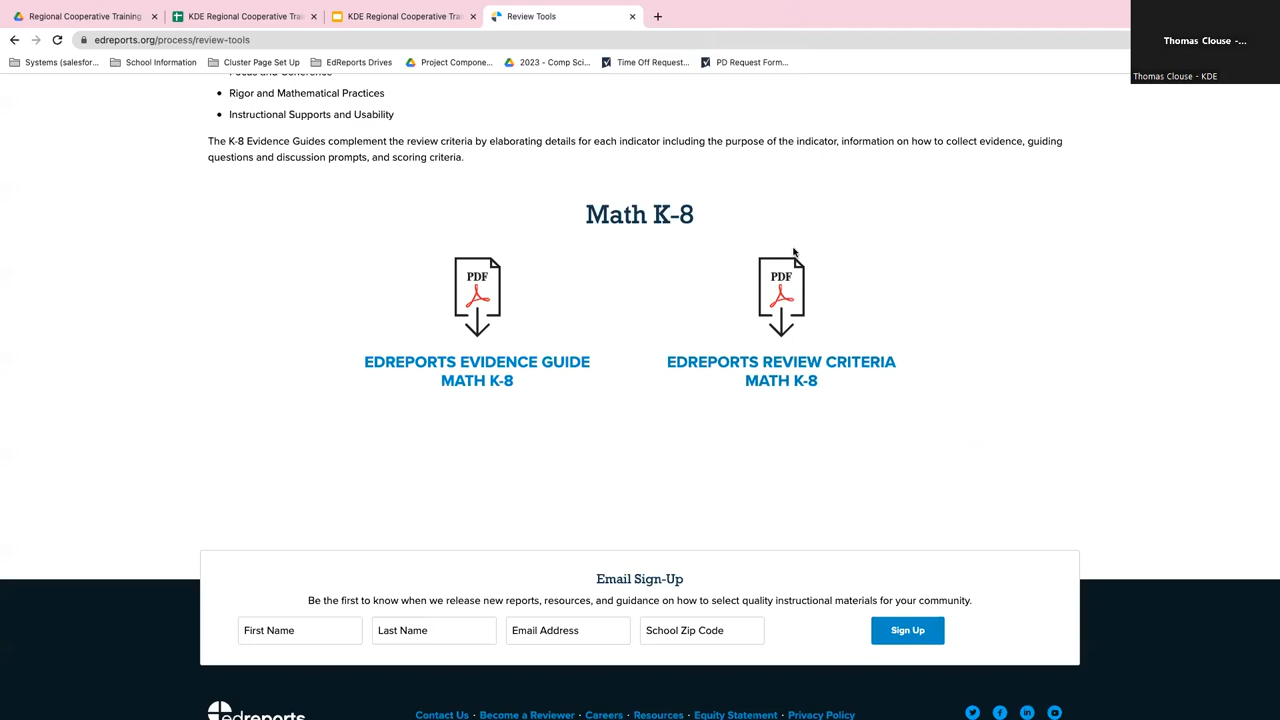 Regional Cooperative Training
KDE Regional Cooperative Trai
KDE Regional Cooperative Trai
Review Tools
edreports.org/process/review-tools
Systems (salesfor...
School Information
Cluster Page Set Up
EdReports Drives
Project Compone...
2023 - Comp Sci...
Time Off Request...
PD Request Form...
Thomas Clouse -...
Thomas Clouse - KDE
Focus and Coherence
• Rigor and Mathematical Practices
• Instructional Supports and Usability
The K-8 Evidence Guides complement the review criteria by elaborating details for each indicator including the purpose of the indicator, information on how to collect evidence, guiding
questions and discussion prompts, and scoring criteria.
Math K-8
PDF
PDF
EDREPORTS EVIDENCE GUIDE
MATH K-8
EDREPORTS REVIEW CRITERIA
MATH K-8
Email Sign-Up
Be the first to know when we release new reports, resources, and guidance on how to select quality instructional materials for your community.
First Name
Last Name
Email Address
School Zip Code
Sign Up
edreports
Contact Us · Become a Reviewer · Careers · Resources · Equity Statement · Privacy Policy